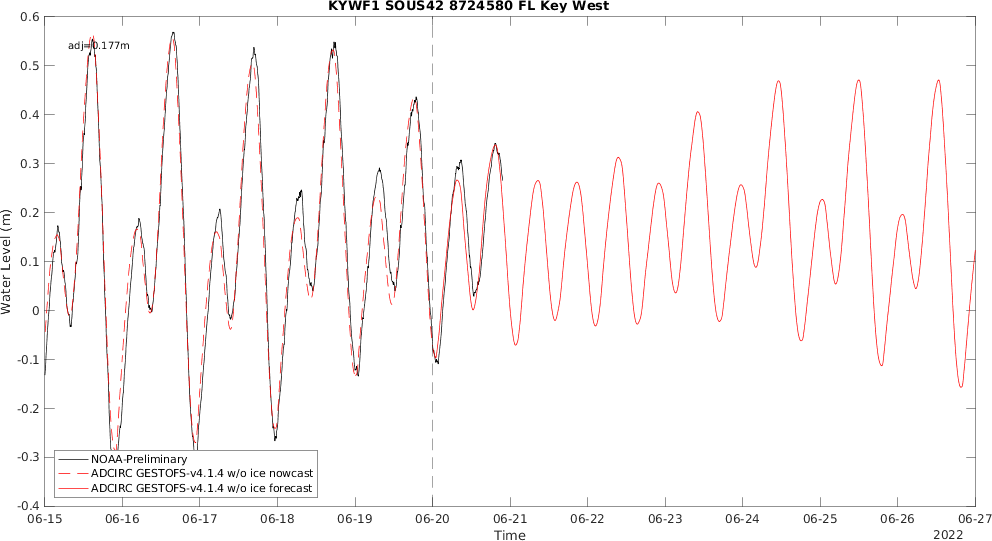 KYWF1 SOUS42 8724580 FL Key West
adj=0.177m
0.6
0.5
0.4
0.3
0.2
0.1
0
-0.1
-0.2
-0.3
-0.4
Water Level (m)
NOAA-Preliminary
ADCIRC GESTOFS-v4.1.4 w/o ice nowcast
ADCIRC GESTOFS-v4.1.4 w/o ice forecast
06-15 06-16 06-17 06-18 06-19 06-20 06-21 06-22 06-23 06-24 06-25 06-26 06-27
Time
2022